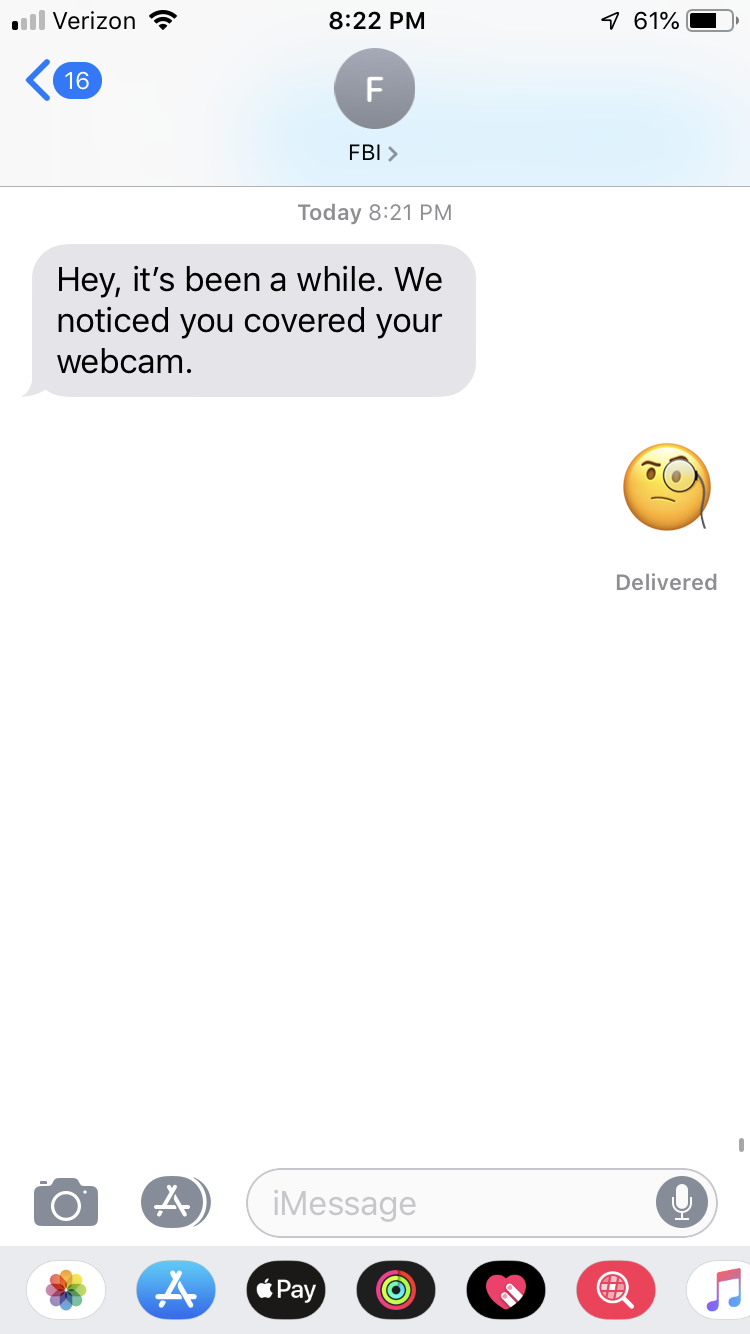 Verizon 8:22 PM 61%
16
F
FBI
Today 8:21 PM
Hey, it’s been a while. We
noticed you covered your
webcam.
Delivered
iMessage
Pay